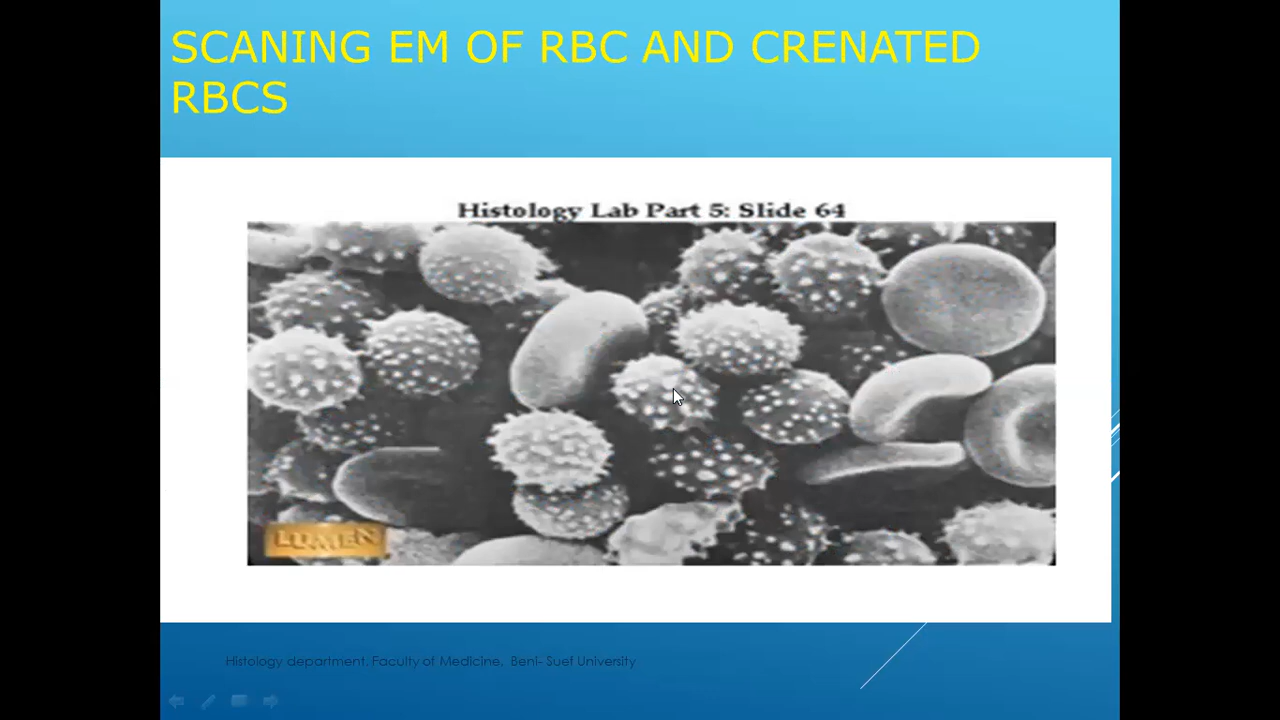 SCANING EM OF RBC AND CRENATED
RBCS
Histology Lab Part 5: Slide 64
LUMEN
Histology department, Faculty of Medicine, Beni- Suef University